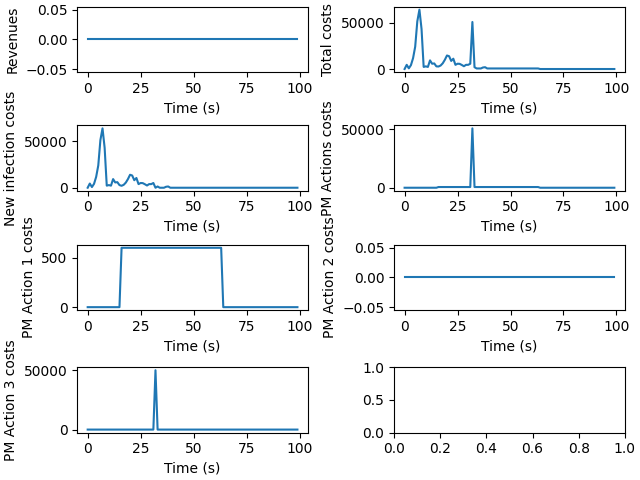 Revenues
0.05
0.00
−0.05
0 25 50 75 100
Time (s)
Total costs
50000
0
0 25 50 75 100
Time (s)
New infection costs
50000
0
0 25 50 75 100
Time (s)
PM Actions costs
50000
0
0 25 50 75 100
Time (s)
PM Action 1 costs
500
0
0 25 50 75 100
Time (s)
PM Action 2 costs
0.05
0.00
−0.05
0 25 50 75 100
Time (s)
PM Action 3 costs
50000
0
0 25 50 75 100
Time (s)
1.0
0.5
0.0
0.0 0.2 0.4 0.6 0.8 1.0